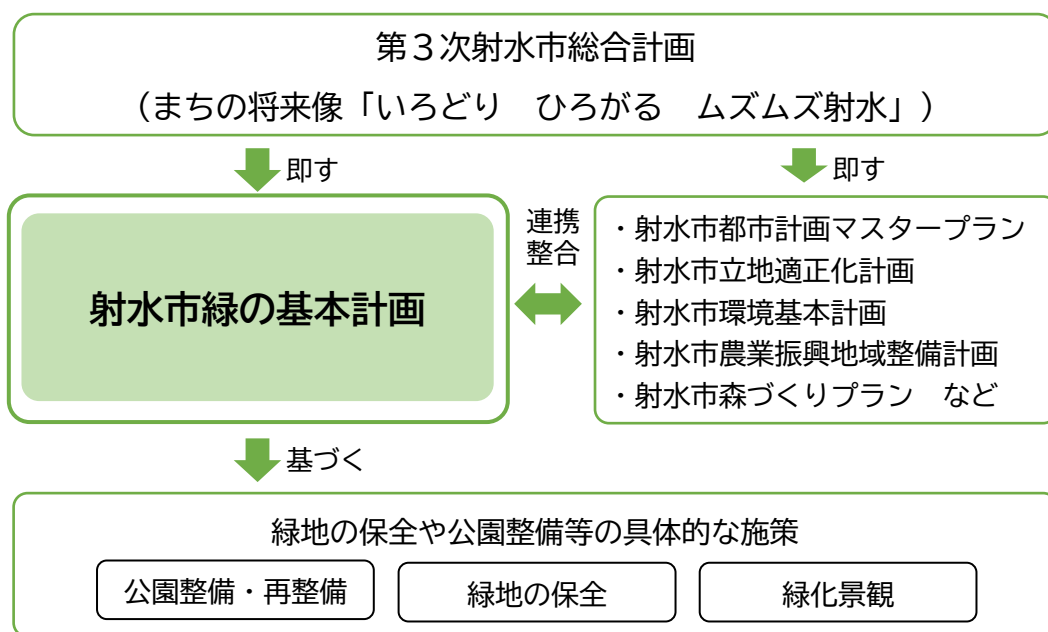 第３次射水市総合計画
（まちの将来像「いろどり　ひろがる　ムズムズ射水」）
即す
即す
射水市緑の基本計画
連携
整合
・射水市都市計画マスタープラン
・射水市立地適正化計画
・射水市環境基本計画
・射水市農業振興地域整備計画
・射水市森づくりプラン　など
基づく
緑地の保全や公園整備等の具体的な施策
公園整備・再整備
緑地の保全
緑化景観